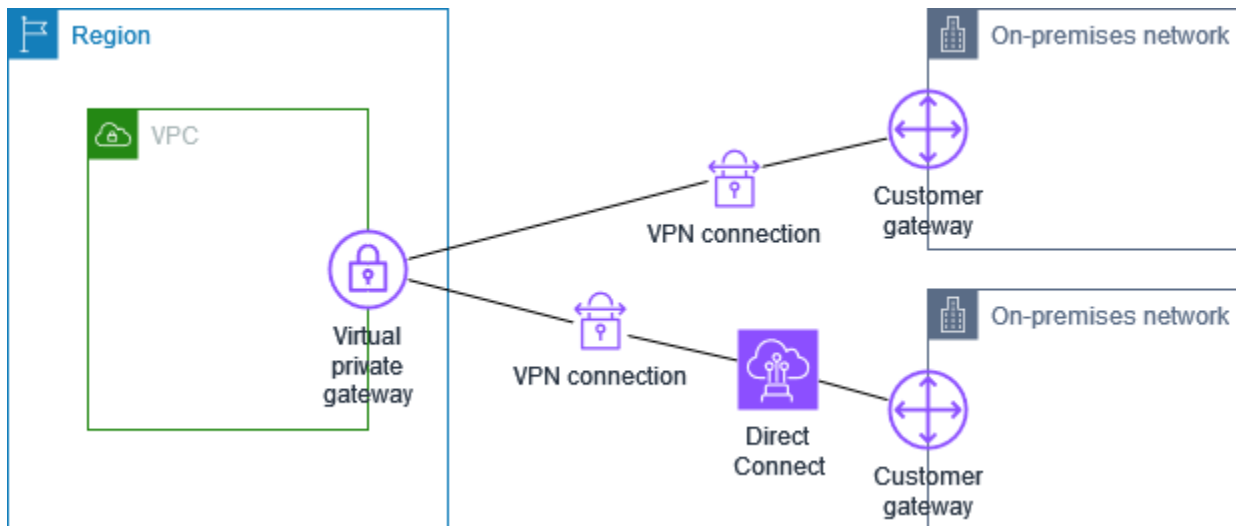 Region
On-premises network
VPC
Customer
gateway
VPN connection
Virtual
private
gateway
On-premises network
VPN connection
Direct
Connect
Customer
gateway